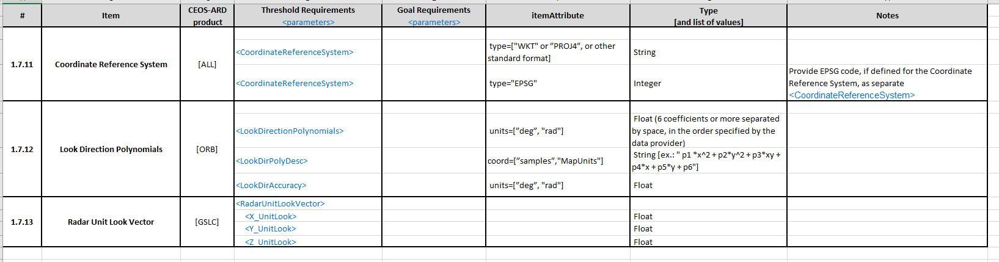 # Item CEOS-ARD product Threshold Requirements <parameters> Goal Requirements <parameters> itemAttribute Type [and list of values] Notes
1.7.11 Coordinate Reference System [ALL]
<CoordinateReferenceSystem> type=["WKT" or ”PROJ4”, or other standard format] String
<CoordinateReferenceSystem> type="EPSG" Integer Provide EPSG code, if defined for the Coordinate Reference System, as separate <CoordinateReferenceSystem>
1.7.12 Look Direction Polynomials [ORB]
<LookDirectionPolynomials> units=[”deg”, "rad"] Float (6 coefficients or more separated by space, in the order specified by the data provider)
<LookDirPolyDesc> coord=[”samples”,"MapUnits"] String [ex.: " p1 *x^2 + p2*y^2 + p3*xy + p4*x + p5*y + p6"]
<LookDirAccuracy> units=[”deg”, "rad"] Float
1.7.13 Radar Unit Look Vector [GSLC]
<RadarUnitLookVector>
<X_UnitLook> Float
<Y_UnitLook> Float
<Z_UnitLook> Float